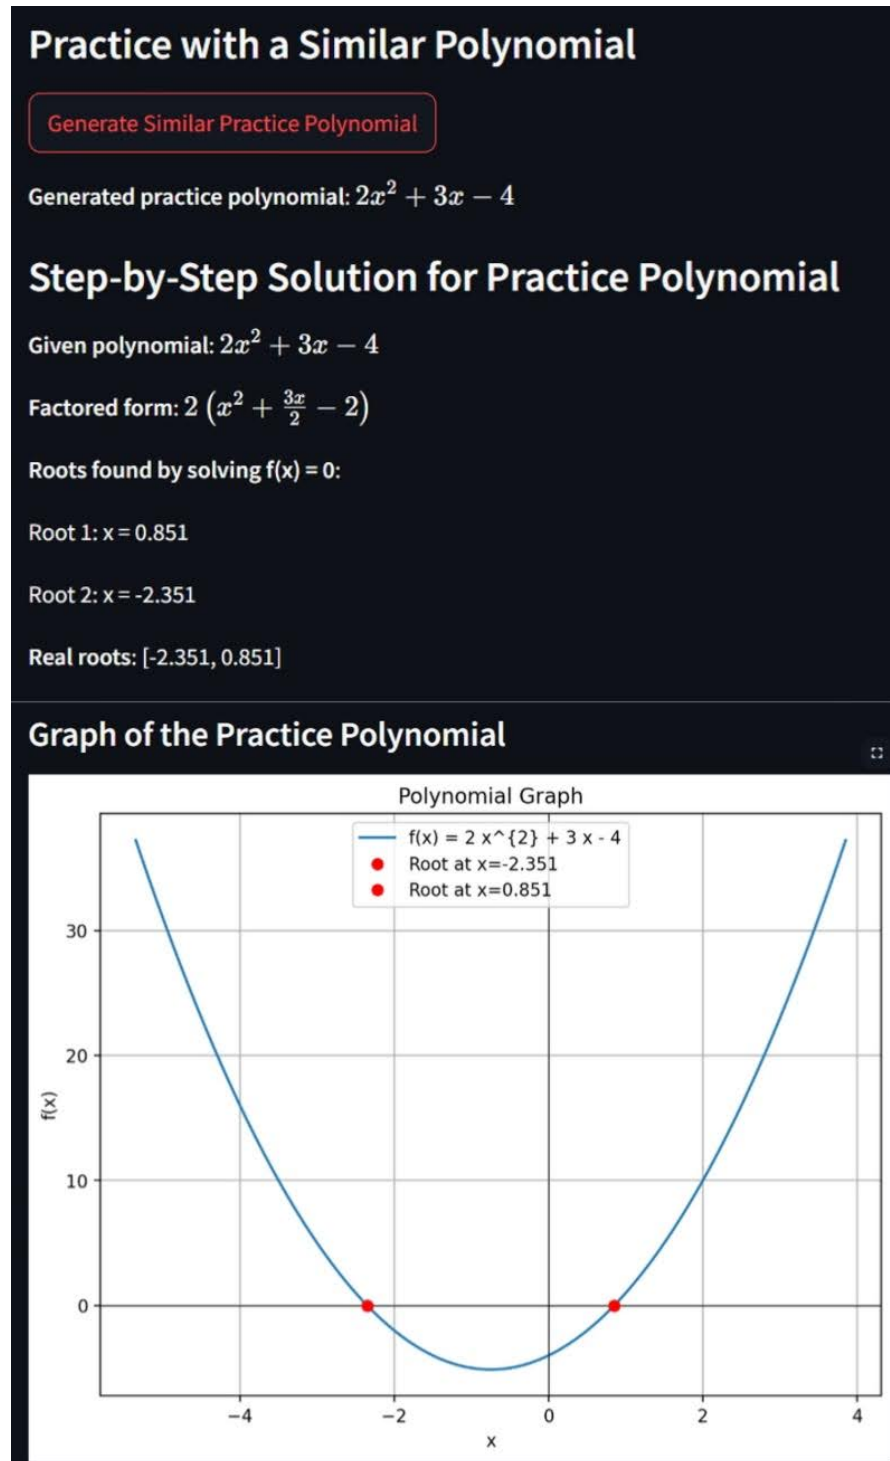 Practice with a Similar Polynomial
Generate Similar Practice Polynomial
Generated practice polynomial: 2x² + 3x − 4
Step-by-Step Solution for Practice Polynomial
Given polynomial: 2x² + 3x − 4
Factored form: 2 (x² + 3x/2 − 2)
Roots found by solving f(x) = 0:
Root 1: x = 0.851
Root 2: x = -2.351
Real roots: [-2.351, 0.851]
Graph of the Practice Polynomial
Polynomial Graph
f(x) = 2 x^{2} + 3 x - 4
Root at x=-2.351
Root at x=0.851
30
20
10
0
f(x)
−4 −2 0 2 4
x